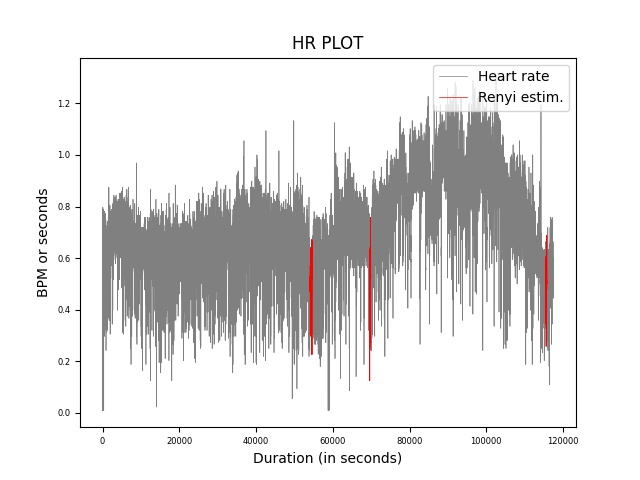 HR PLOT
Heart rate
Renyi estim.
BPM or seconds
1.2
1.0
0.8
0.6
0.4
0.2
0.0
0 20000 40000 60000 80000 100000 120000
Duration (in seconds)